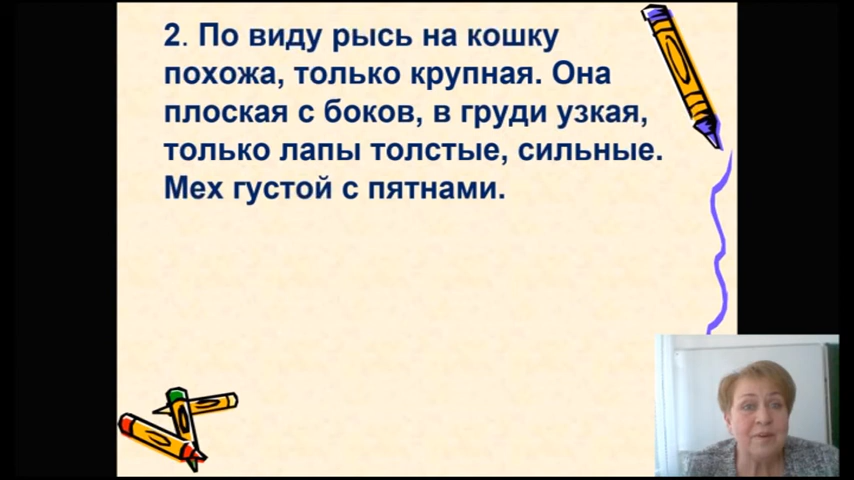 2. По виду рысь на кошку
похожа, только крупная. Она
плоская с боков, в груди узкая,
только лапы толстые, сильные.
Мех густой с пятнами.